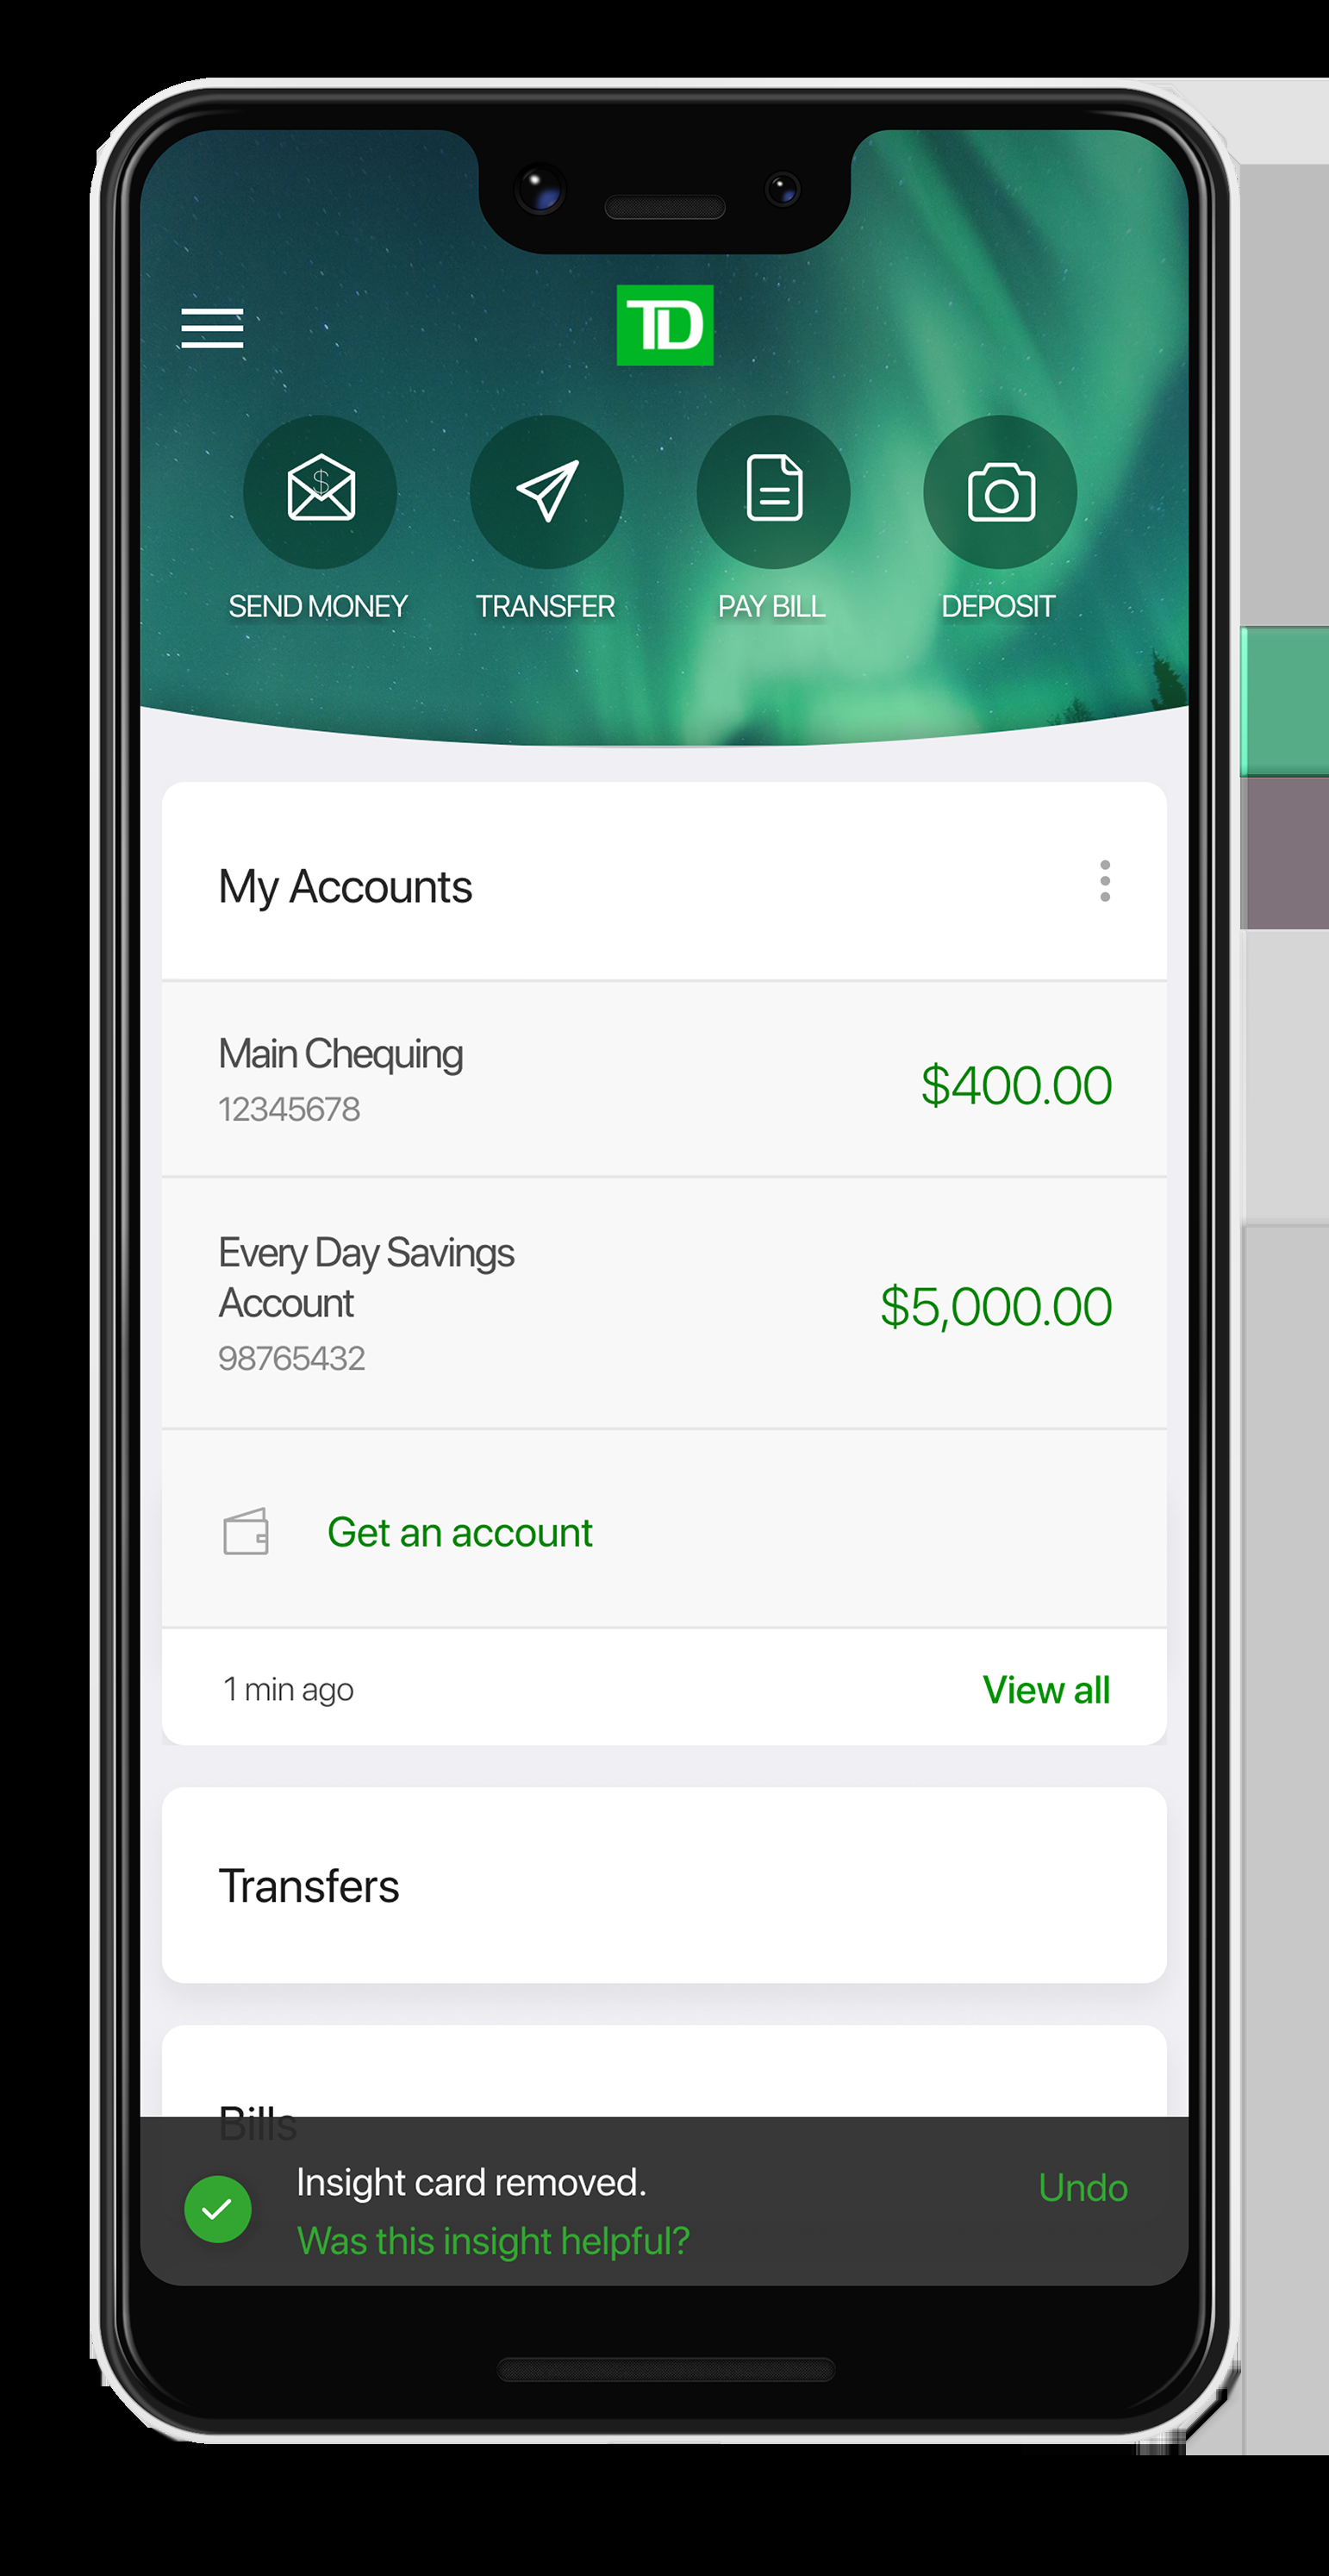 TD
$
SEND MONEY
TRANSFER
PAY BILL
DEPOSIT
My Accounts
Main Chequing
12345678
$400.00
Every Day Savings
Account
98765432
$5,000.00
Get an account
1 min ago
View all
Transfers
Bills
Insight card removed.
Undo
Was this insight helpful?